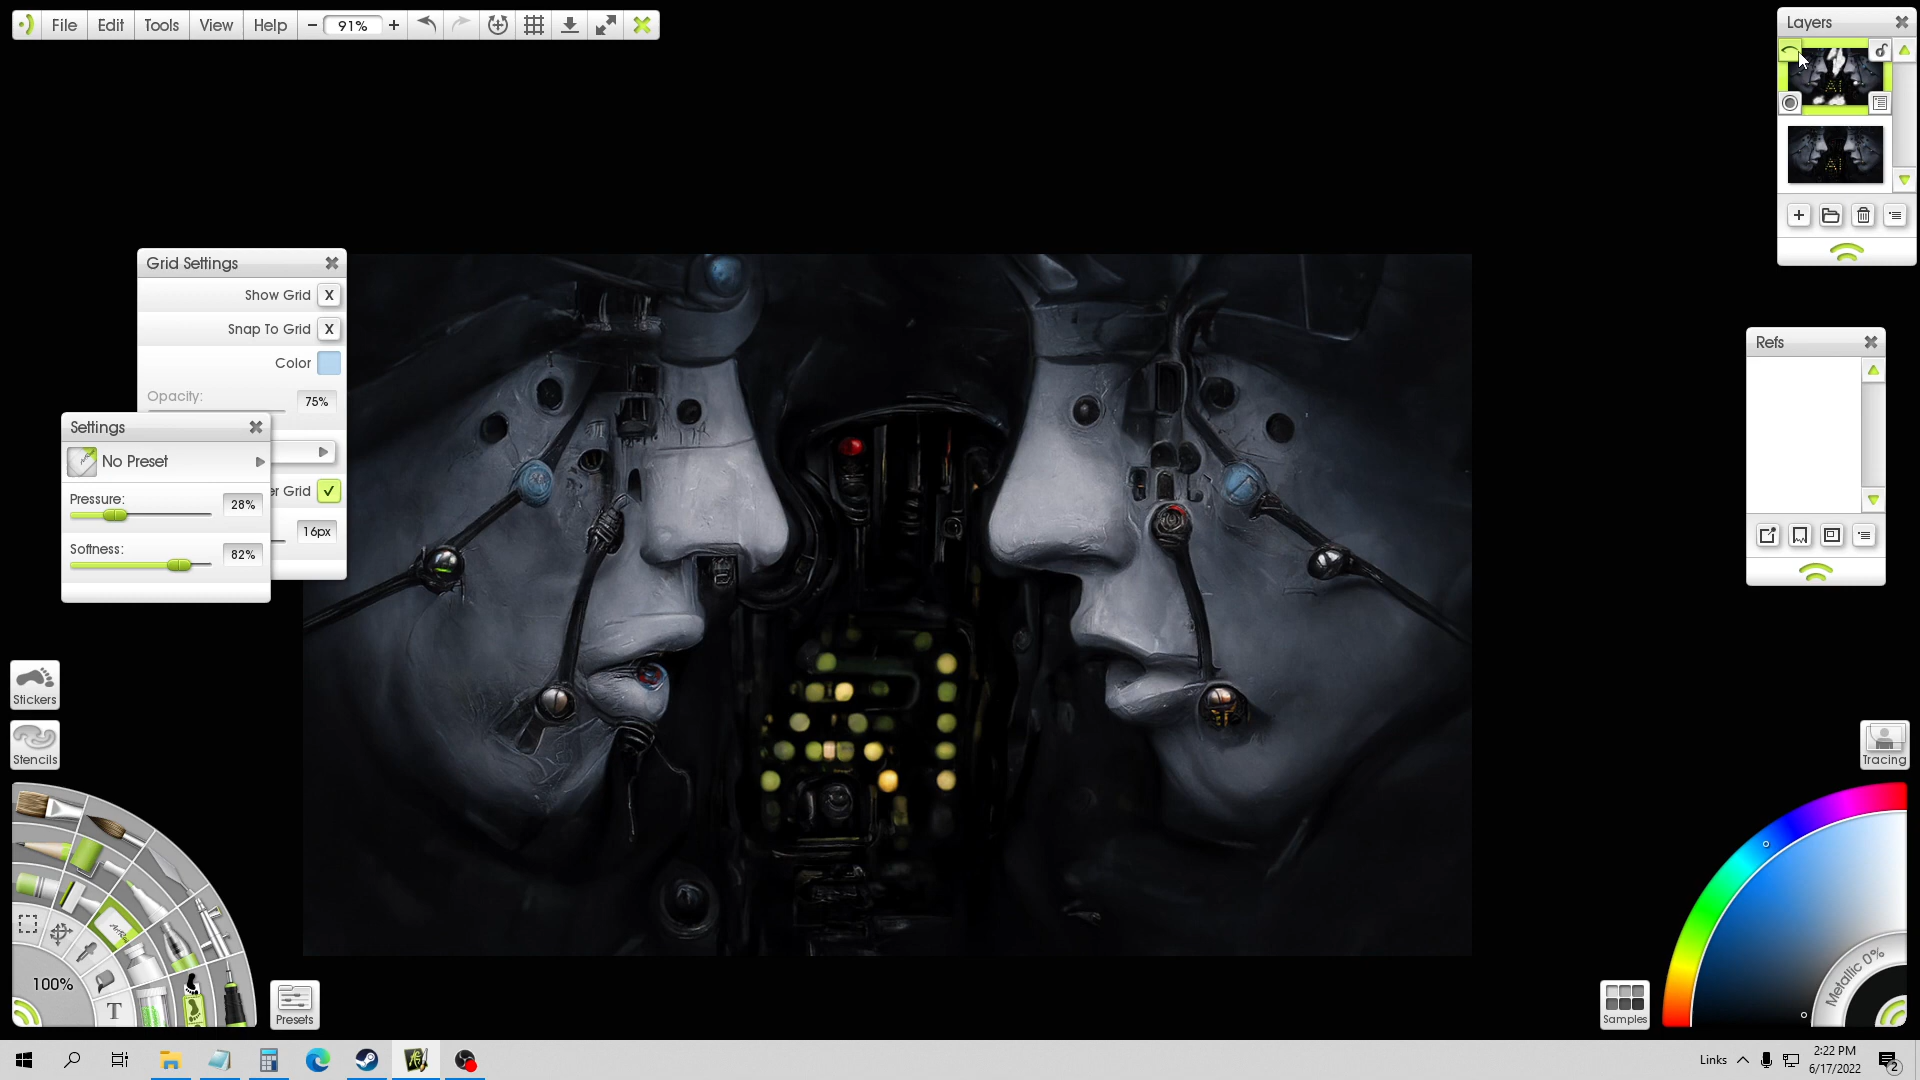 File Edit Tools View Help − 91% +
Layers
Grid Settings
Show Grid X
Snap To Grid X
Color
Opacity:
75%
Settings
No Preset
er Grid
Pressure:
28%
16px
Softness:
82%
Refs
Stickers
Stencils
Tracing
100%
T
Presets
Metallic 0%
Samples
Links
2:22 PM
6/17/2022
2